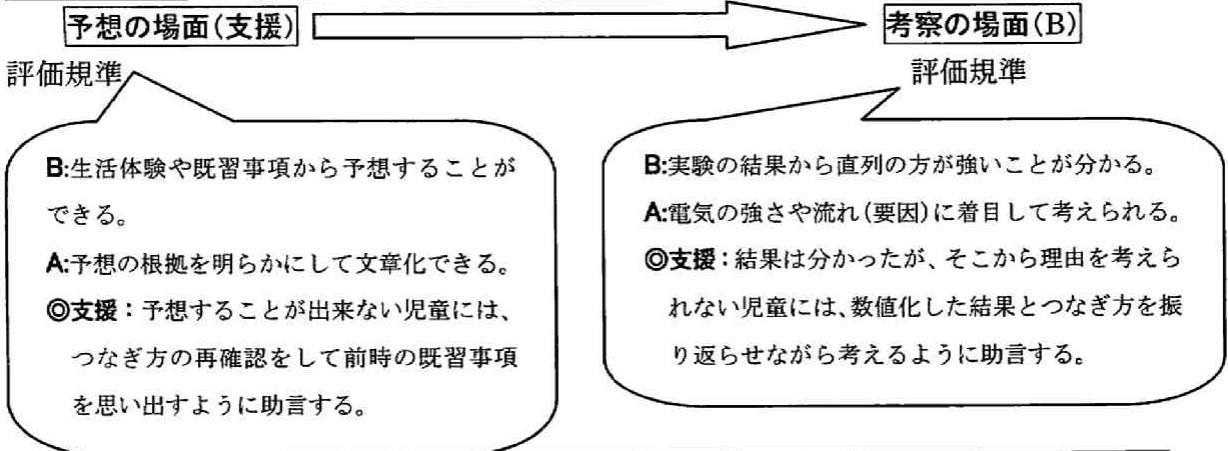 予想の場面(支援)
考察の場面(B)
評価規準
評価規準
B:生活体験や既習事項から予想することが
できる。
A:予想の根拠を明らかにして文章化できる。
◎支援：予想することが出来ない児童には、
つなぎ方の再確認をして前時の既習事項
を思い出すように助言する。
B:実験の結果から直列の方が強いことが分かる。
A:電気の強さや流れ(要因)に着目して考えられる。
◎支援：結果は分かったが、そこから理由を考えら
れない児童には、数値化した結果とつなぎ方を振
り返らせながら考えるように助言する。